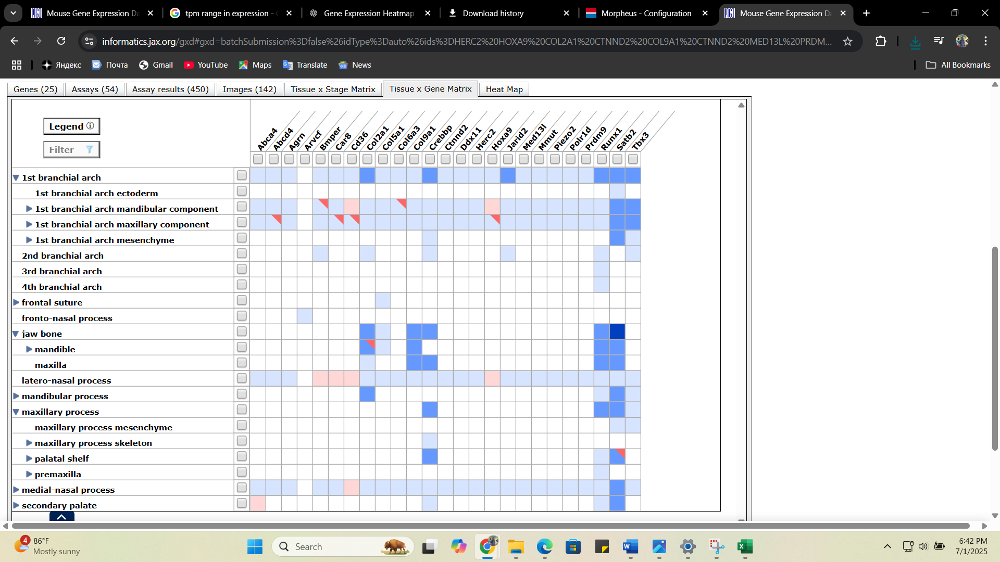 Mouse Gene Expression Da
tpm range in expression -
Gene Expression Heatmap
Download history
Morpheus - Configuration
Mouse Gene Expression Da
informatics.jax.org/gxd#gxd=batchSubmission%3Dfalse%26idType%3Dauto%26ids%3DHERC2%20HOXA9%20COL2A1%20CTNND2%20COL9A1%20CTNND2%20MED13L%20PRDM...
Яндекс
Почта
Gmail
YouTube
Maps
Translate
News
All Bookmarks
Genes (25)
Assays (54)
Assay results (450)
Images (142)
Tissue x Stage Matrix
Tissue x Gene Matrix
Heat Map
Legend
Filter
Abca4
Abcd4
Agrn
Arvcf
Bmper
Car8
Cd36
Col2a1
Col5a1
Col6a3
Col9a1
Crebbp
Ctnnd2
Ddx11
Herc2
Hoxa9
Jarid2
Med13l
Mmut
Piezo2
Polr1d
Prdm9
Runx1
Satb2
Tbx3
1st branchial arch
1st branchial arch ectoderm
1st branchial arch mandibular component
1st branchial arch maxillary component
1st branchial arch mesenchyme
2nd branchial arch
3rd branchial arch
4th branchial arch
frontal suture
fronto-nasal process
jaw bone
mandible
maxilla
latero-nasal process
mandibular process
maxillary process
maxillary process mesenchyme
maxillary process skeleton
palatal shelf
premaxilla
medial-nasal process
secondary palate
4
86°F
Mostly sunny
Search
6:42 PM
7/1/2025